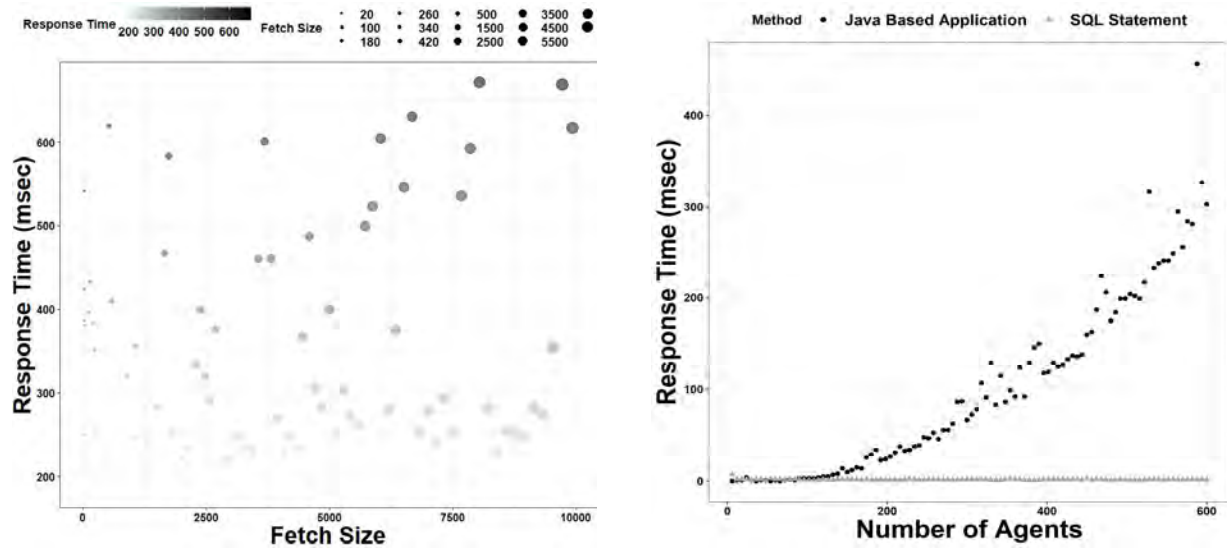 Response Time 200 300 400 500 600
Fetch Size 20 260 500 3500
100 340 1500 4500
180 420 2500 5500
Response Time (msec)
600
500
400
300
200
0 2500 5000 7500 10000
Fetch Size
Method Java Based Application SQL Statement
Response Time (msec)
400
300
200
100
0
0 200 400 600
Number of Agents